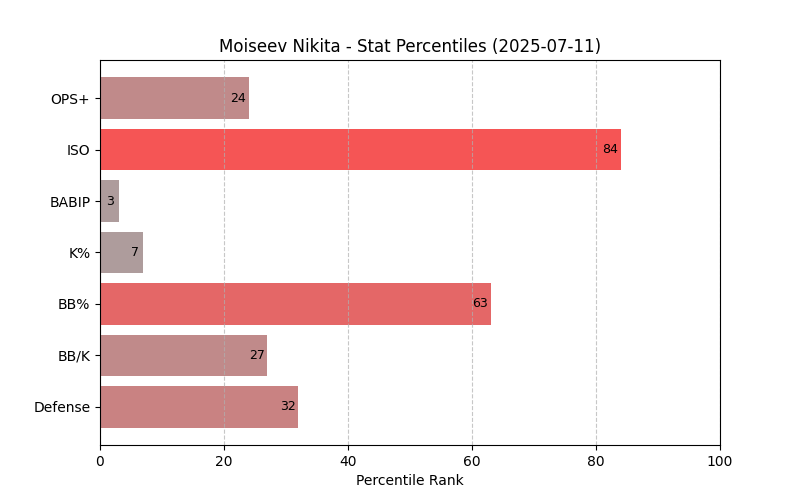 Moiseev Nikita - Stat Percentiles (2025-07-11)
OPS+ 24
ISO 84
BABIP 3
K% 7
BB% 63
BB/K 27
Defense 32
0 20 40 60 80 100
Percentile Rank